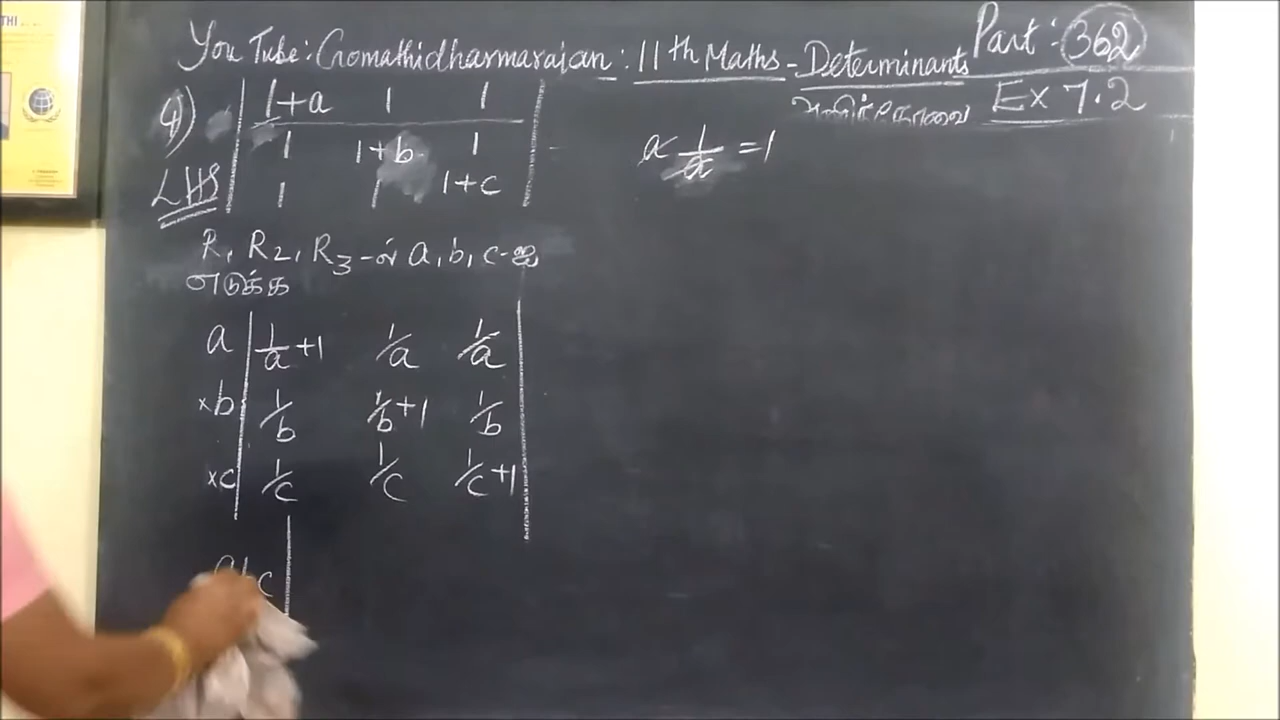 You Tube: Gomathidharmarajan : 11th Maths - Determinants Part : 362
அணிக்கோவை Ex 7.2
4) | 1+a 1 1 |
| 1 1+b 1 | a 1/a = 1
LHS | 1 1 1+c |
R1, R2, R3 -ல் a, b, c-ஐ
எடுக்க
a | 1/a +1 1/a 1/a |
×b | 1/b 1/b+1 1/b |
×c | 1/c 1/c 1/c+1 |